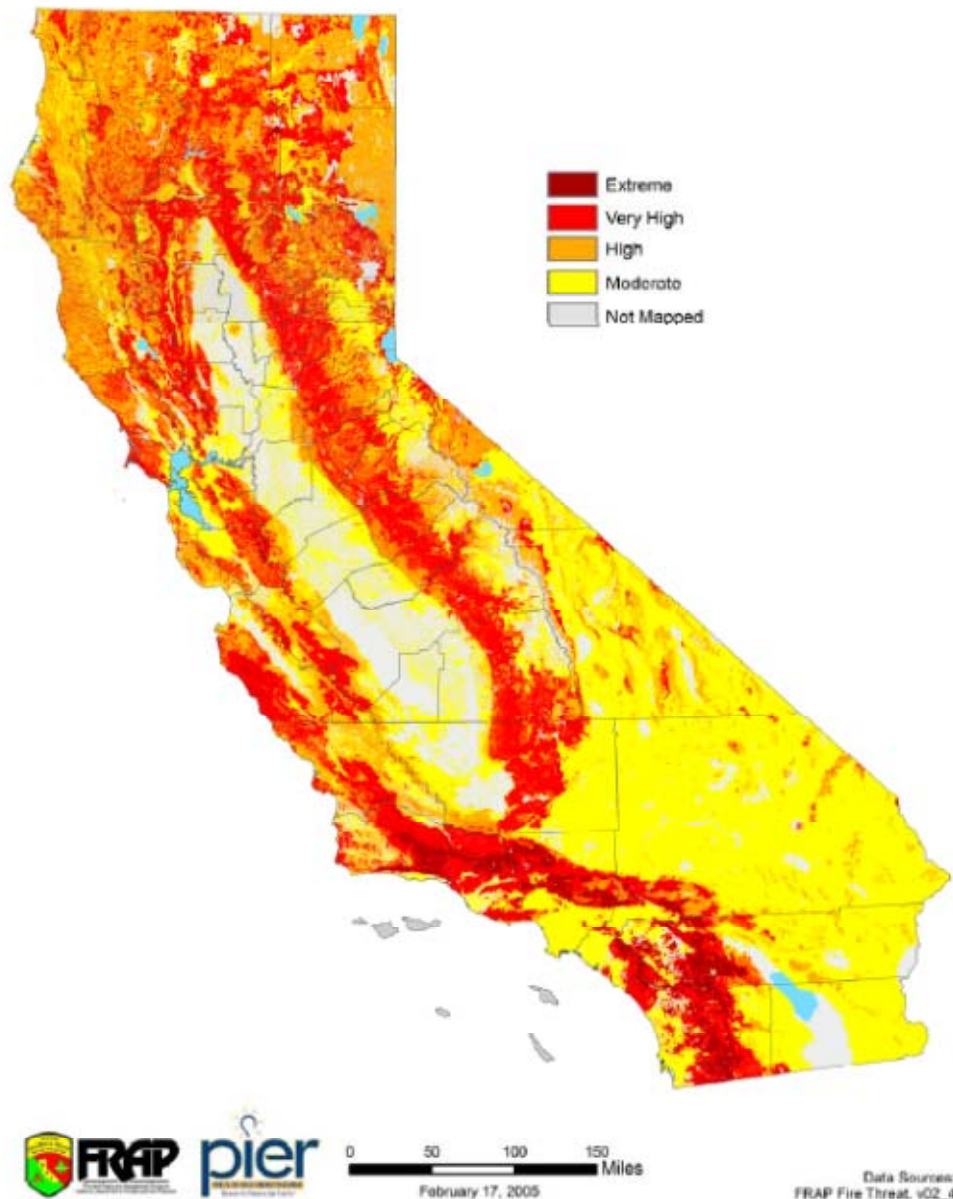 Extreme
Very High
High
Moderate
Not Mapped
FRAP
pier
0 50 100 150
Miles
February 17, 2005
Data Sources:
FRAP Fire Threat, v02_4